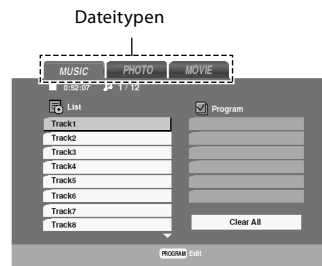 Dateitypen
MUSIC PHOTO MOVIE
0:52:07 1 / 12
List
Program
Track1
Track2
Track3
Track4
Track5
Track6
Track7
Track8
Clear All
PROGRAM Edit